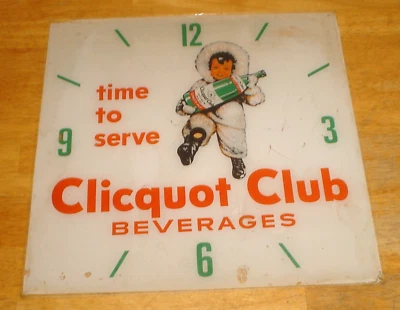 12
time
to
9 serve 3
Clicquot Club
BEVERAGES
6